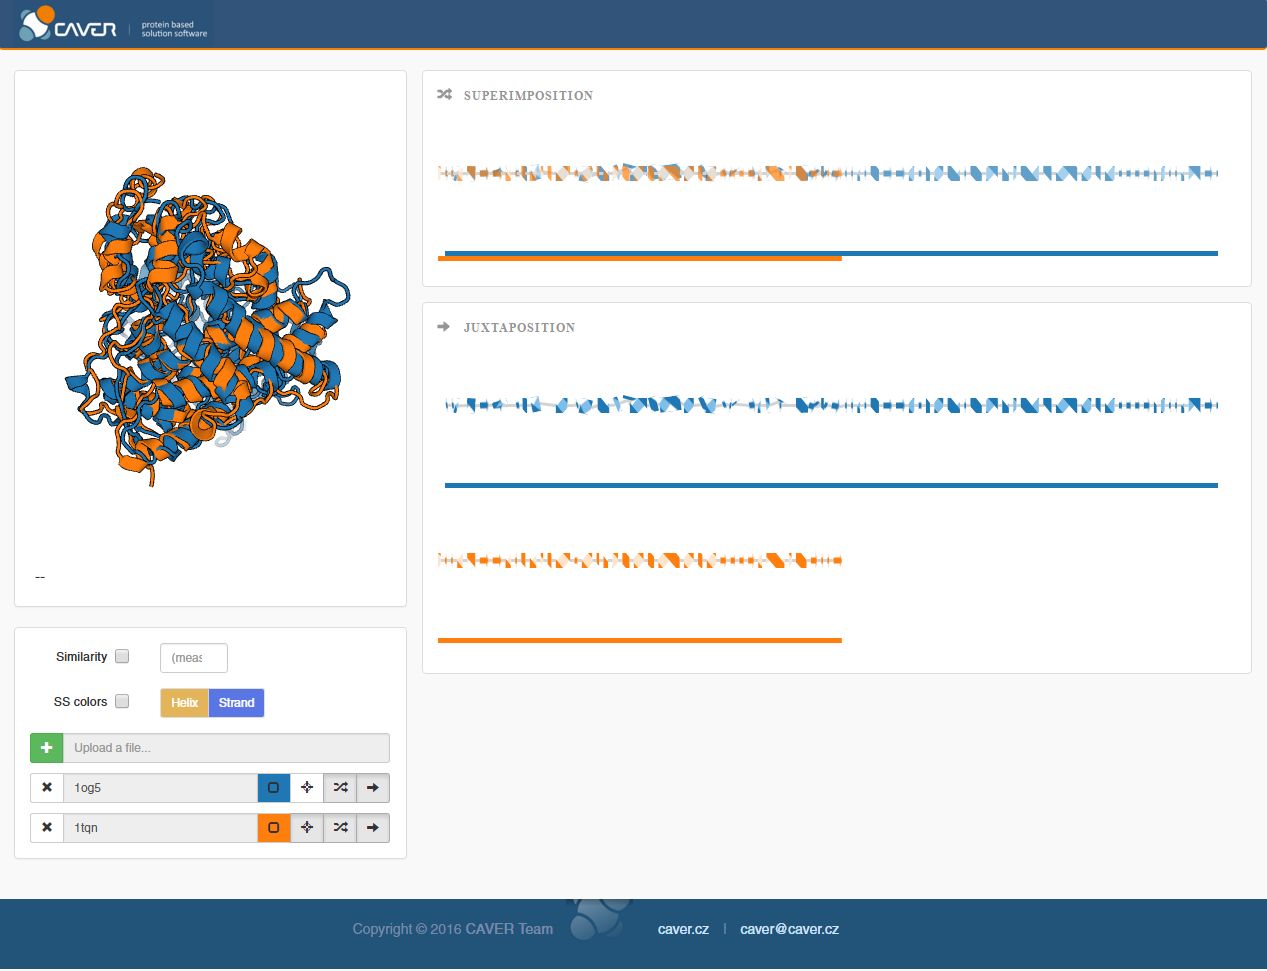 CAVER
protein based
solution software
SUPERIMPOSITION
JUXTAPOSITION
--
Similarity
(meas
SS colors
Helix
Strand
Upload a file...
1og5
1tqn
Copyright © 2016 CAVER Team
caver.cz | caver@caver.cz